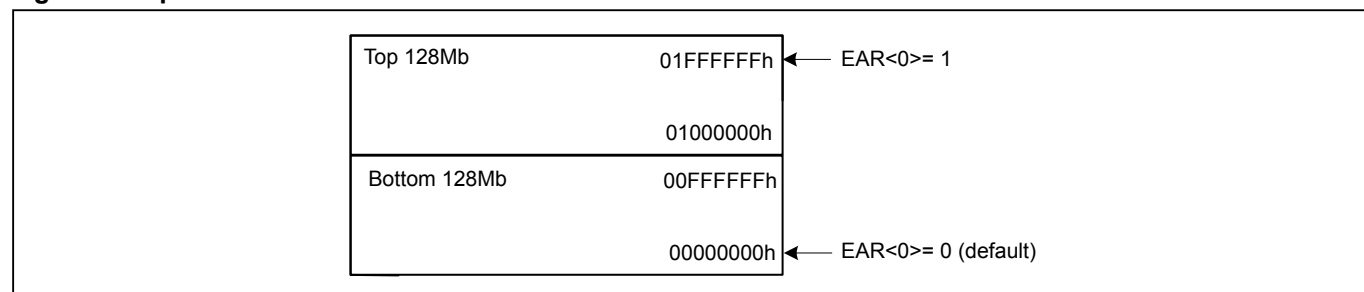 Top 128Mb 01FFFFFFh EAR<0>= 1
01000000h
Bottom 128Mb 00FFFFFFh
00000000h EAR<0>= 0 (default)